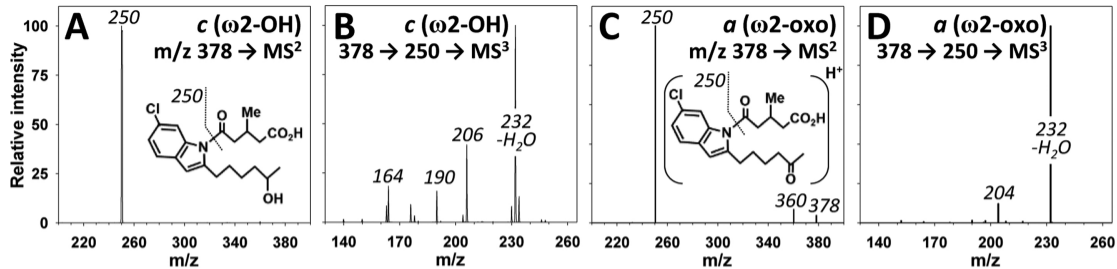 A
c (ω2-OH)
m/z 378 → MS²
250
250
Cl
O
Me
N
CO₂H
OH
Relative intensity
100
75
50
25
0
220
260
300
340
380
m/z
B
c (ω2-OH)
378 → 250 → MS³
232
-H₂O
206
190
164
140
170
200
230
260
m/z
C
a (ω2-oxo)
m/z 378 → MS²
250
250
H⁺
Cl
O
Me
N
CO₂H
O
360
378
220
260
300
340
380
m/z
D
a (ω2-oxo)
378 → 250 → MS³
232
-H₂O
204
140
170
200
230
260
m/z